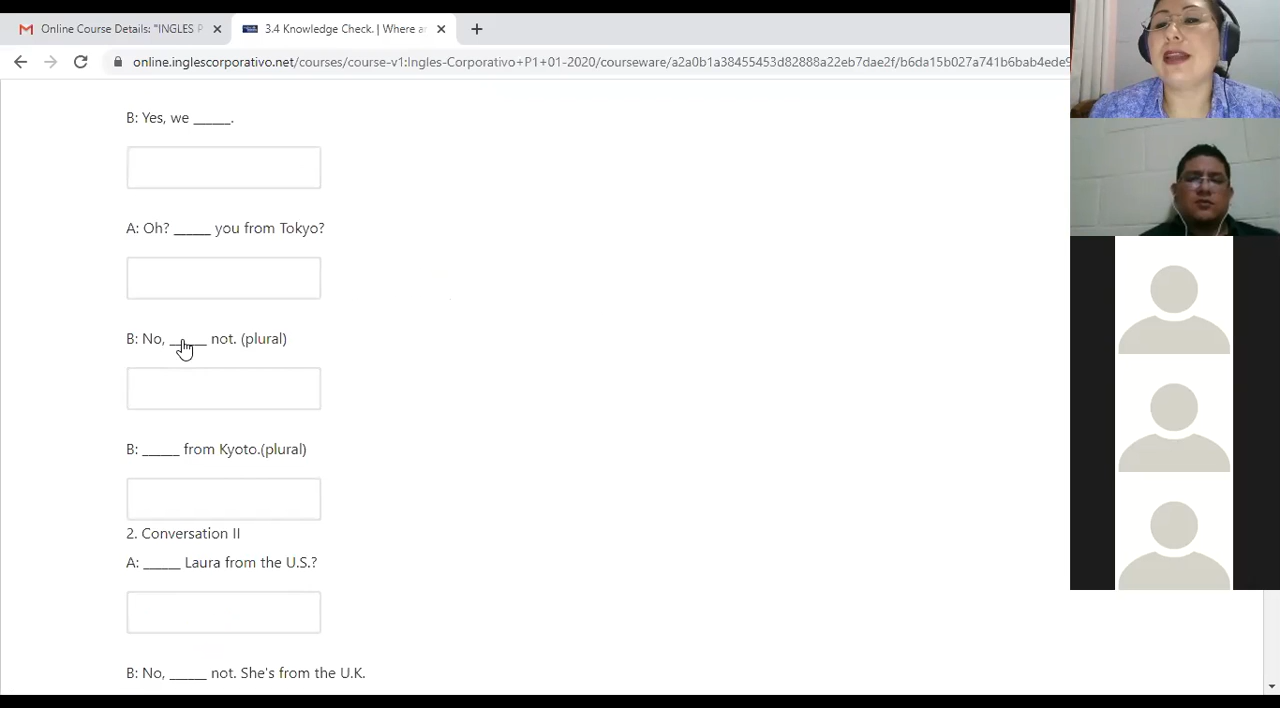 Online Course Details: "INGLES P
3.4 Knowledge Check. | Where a
online.inglescorporativo.net/courses/course-v1:Ingles-Corporativo+P1+01-2020/courseware/a2a0b1a38455453d82888a22eb7dae2f/b6da15b027a741b6bab4ede9
B: Yes, we _____.
A: Oh? _____ you from Tokyo?
B: No, _____ not. (plural)
B: _____ from Kyoto.(plural)
2. Conversation II
A: _____ Laura from the U.S.?
B: No, _____ not. She's from the U.K.